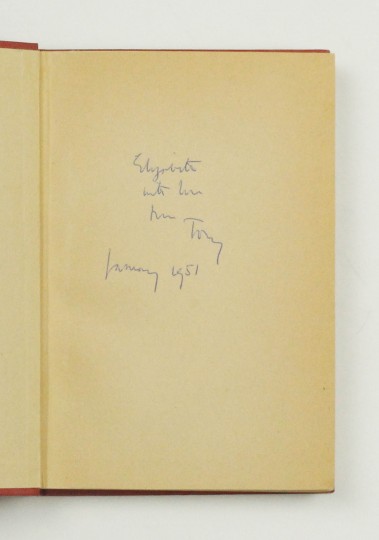 Elizabeth
with love
from Tony
January 1951